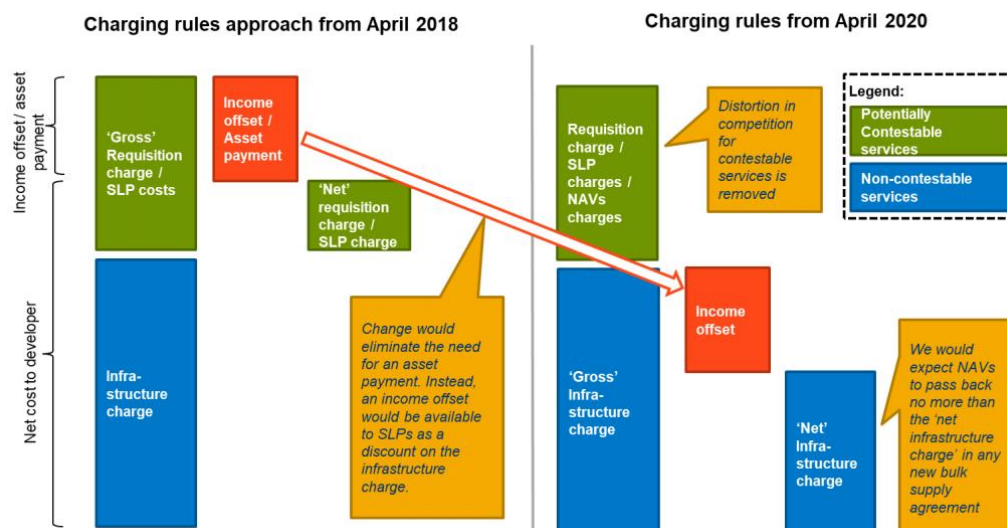 Charging rules approach from April 2018
Income offset/ asset
payment
Net cost to developer
'Gross'
Requisition
charge /
SLP costs
Income
offset /
Asset
payment
'Net'
requisition
charge /
SLP charge
Infra-
structure
charge
Change would
eliminate the need
for an asset
payment. Instead,
an income offset
would be available
to SLPs as a
discount on the
infrastructure
charge.
Charging rules from April 2020
Requisition
charge /
SLP
charges /
NAVs
charges
Distortion in
competition
for
contestable
services is
removed
Legend:
Potentially
Contestable
services
Non-contestable
services
Income
offset
'Gross'
Infra-
structure
charge
'Net'
Infra-
structure
charge
We would
expect NAVs
to pass back
no more than
the 'net
infrastructure
charge' in any
new bulk
supply
agreement